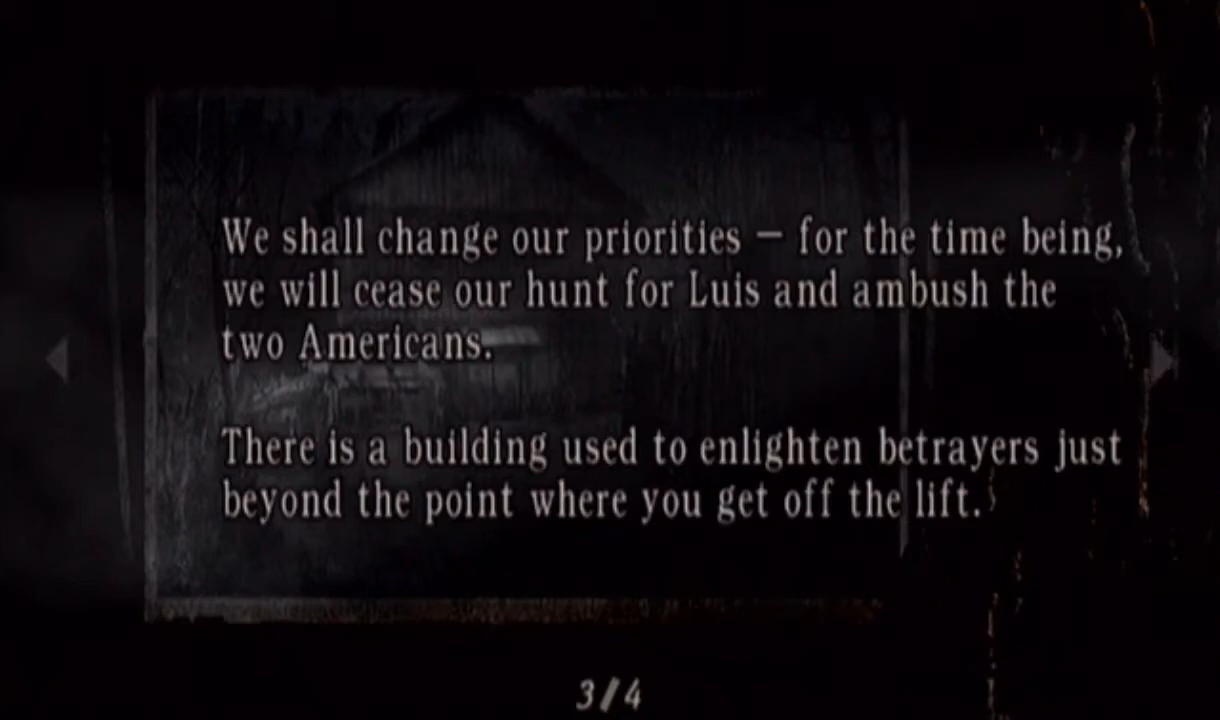 We shall change our priorities — for the time being,
we will cease our hunt for Luis and ambush the
two Americans.
There is a building used to enlighten betrayers just
beyond the point where you get off the lift.
3/4